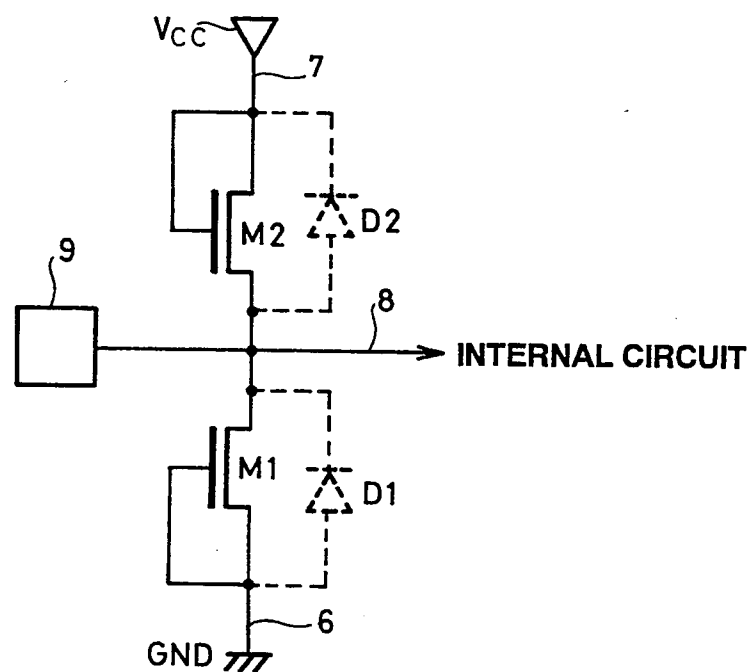 VCC
7
M2
D2
9
8
INTERNAL CIRCUIT
M1
D1
6
GND